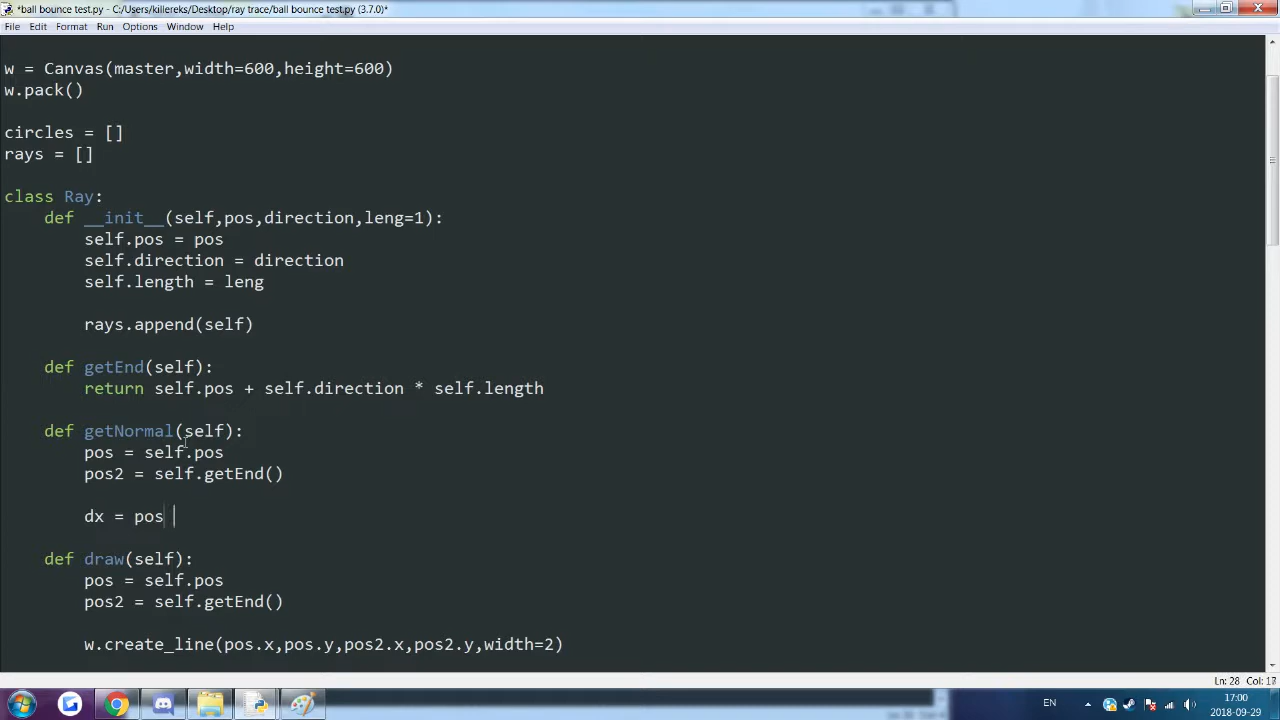 *ball bounce test.py - C:/Users/killereks/Desktop/ray trace/ball bounce test.py (3.7.0)*
File Edit Format Run Options Window Help
w = Canvas(master,width=600,height=600)
w.pack()
circles = []
rays = []
class Ray:
    def __init__(self,pos,direction,leng=1):
        self.pos = pos
        self.direction = direction
        self.length = leng
        rays.append(self)
    def getEnd(self):
        return self.pos + self.direction * self.length
    def getNormal(self):
        pos = self.pos
        pos2 = self.getEnd()
        dx = pos
    def draw(self):
        pos = self.pos
        pos2 = self.getEnd()
        w.create_line(pos.x,pos.y,pos2.x,pos2.y,width=2)
Ln: 28 Col: 17
EN
17:00
2018-09-29